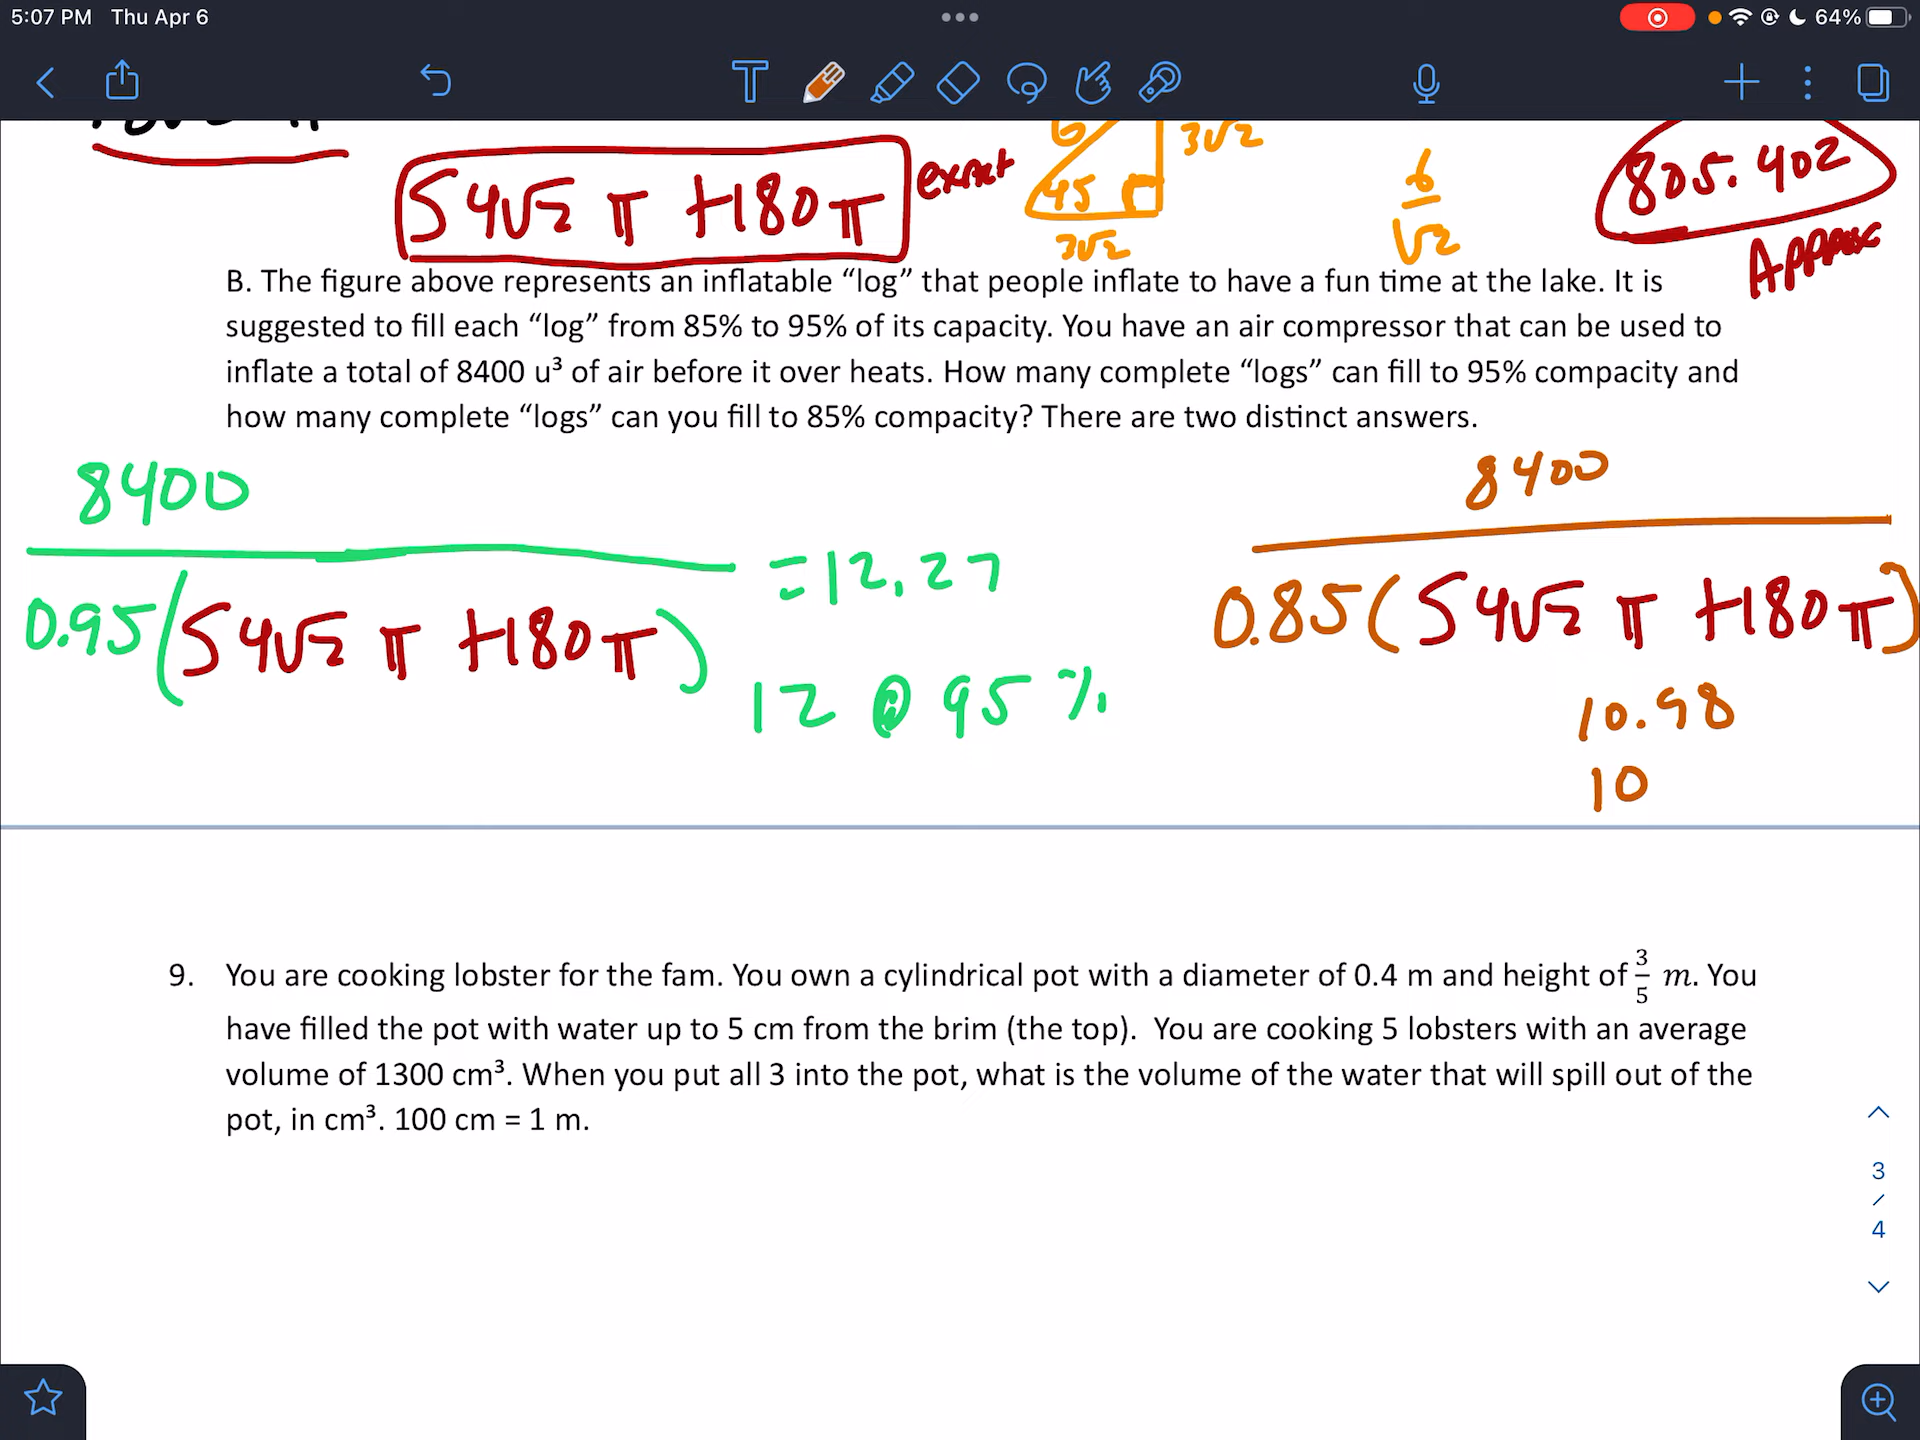 5:07 PM Thu Apr 6
64%
54√2 π +180π exact
6
3√2
45
3√2
6
√2
805.402
Approx
B. The figure above represents an inflatable “log” that people inflate to have a fun time at the lake. It is
suggested to fill each “log” from 85% to 95% of its capacity. You have an air compressor that can be used to
inflate a total of 8400 u³ of air before it over heats. How many complete “logs” can fill to 95% compacity and
how many complete “logs” can you fill to 85% compacity? There are two distinct answers.
8400
0.95(54√2 π +180π)
=12.27
12 @ 95%
8400
0.85(54√2 π +180π)
10.98
10
9. You are cooking lobster for the fam. You own a cylindrical pot with a diameter of 0.4 m and height of 3/5 m. You
have filled the pot with water up to 5 cm from the brim (the top). You are cooking 5 lobsters with an average
volume of 1300 cm³. When you put all 3 into the pot, what is the volume of the water that will spill out of the
pot, in cm³. 100 cm = 1 m.
3
/
4